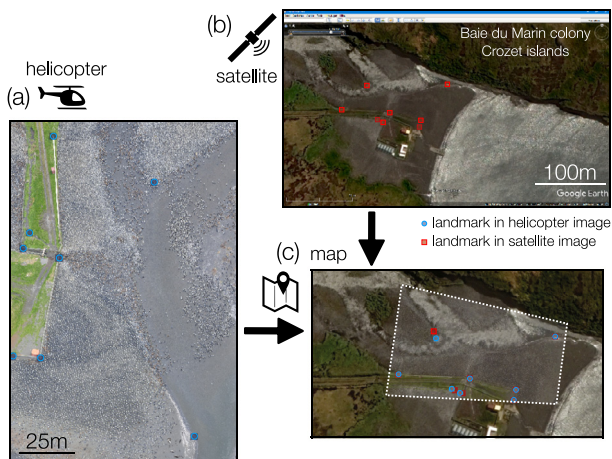 (a)
helicopter
25m
(b)
satellite
Baie du Marin colony
Crozet islands
100m
Google Earth
landmark in helicopter image
landmark in satellite image
(c) map